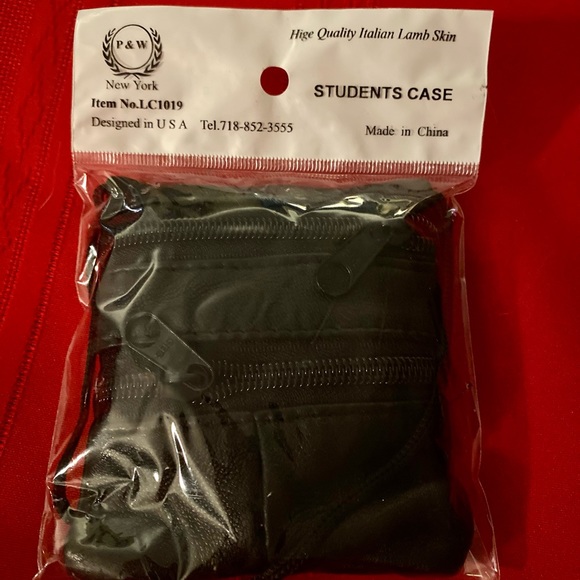 P & W
New York
Item No.LC1019
Designed in U S A Tel.718-852-3555
Hige Quality Italian Lamb Skin
STUDENTS CASE
Made in China